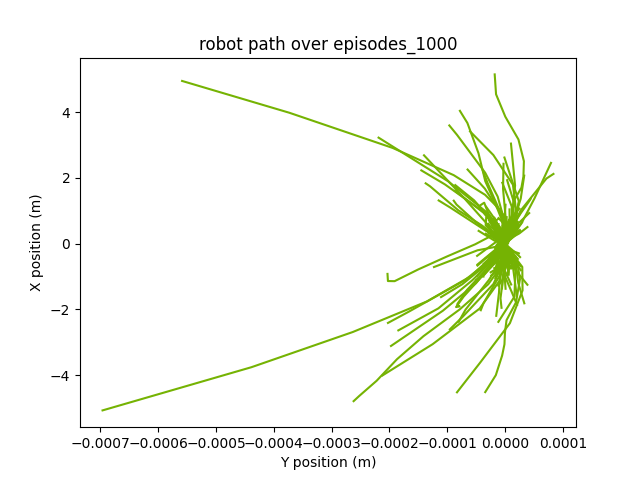 robot path over episodes_1000
X position (m)
4
2
0
−2
−4
−0.0007−0.0006−0.0005−0.0004−0.0003−0.0002−0.0001 0.0000 0.0001
Y position (m)